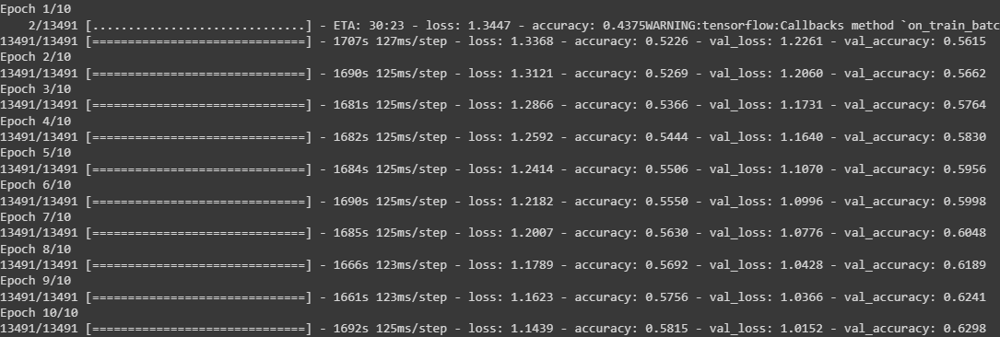 Epoch 1/10
2/13491 [..............................] - ETA: 30:23 - loss: 1.3447 - accuracy: 0.4375WARNING:tensorflow:Callbacks method `on_train_batc
13491/13491 [==============================] - 1707s 127ms/step - loss: 1.3368 - accuracy: 0.5226 - val_loss: 1.2261 - val_accuracy: 0.5615
Epoch 2/10
13491/13491 [==============================] - 1690s 125ms/step - loss: 1.3121 - accuracy: 0.5269 - val_loss: 1.2060 - val_accuracy: 0.5662
Epoch 3/10
13491/13491 [==============================] - 1681s 125ms/step - loss: 1.2866 - accuracy: 0.5366 - val_loss: 1.1731 - val_accuracy: 0.5764
Epoch 4/10
13491/13491 [==============================] - 1682s 125ms/step - loss: 1.2592 - accuracy: 0.5444 - val_loss: 1.1640 - val_accuracy: 0.5830
Epoch 5/10
13491/13491 [==============================] - 1684s 125ms/step - loss: 1.2414 - accuracy: 0.5506 - val_loss: 1.1070 - val_accuracy: 0.5956
Epoch 6/10
13491/13491 [==============================] - 1690s 125ms/step - loss: 1.2182 - accuracy: 0.5550 - val_loss: 1.0996 - val_accuracy: 0.5998
Epoch 7/10
13491/13491 [==============================] - 1685s 125ms/step - loss: 1.2007 - accuracy: 0.5630 - val_loss: 1.0776 - val_accuracy: 0.6048
Epoch 8/10
13491/13491 [==============================] - 1666s 123ms/step - loss: 1.1789 - accuracy: 0.5692 - val_loss: 1.0428 - val_accuracy: 0.6189
Epoch 9/10
13491/13491 [==============================] - 1661s 123ms/step - loss: 1.1623 - accuracy: 0.5756 - val_loss: 1.0366 - val_accuracy: 0.6241
Epoch 10/10
13491/13491 [==============================] - 1692s 125ms/step - loss: 1.1439 - accuracy: 0.5815 - val_loss: 1.0152 - val_accuracy: 0.6298